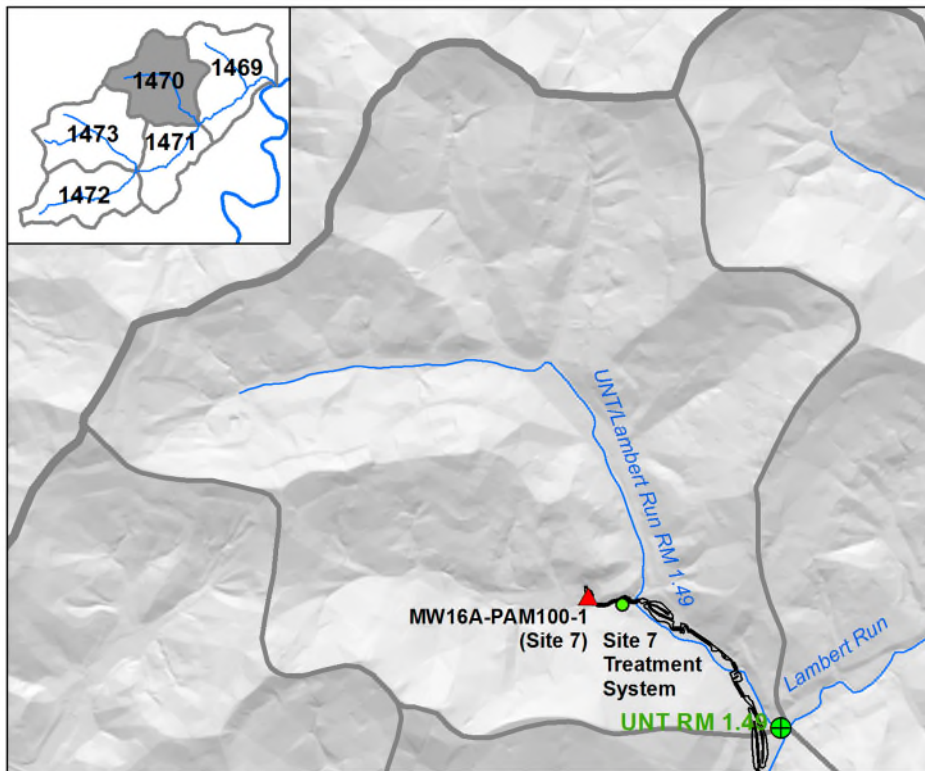 1470
1469
1473
1471
1472
UNT/Lambert Run RM 1.49
MW16A-PAM100-1
(Site 7)
Site 7
Treatment
System
Lambert Run
UNT RM 1.49